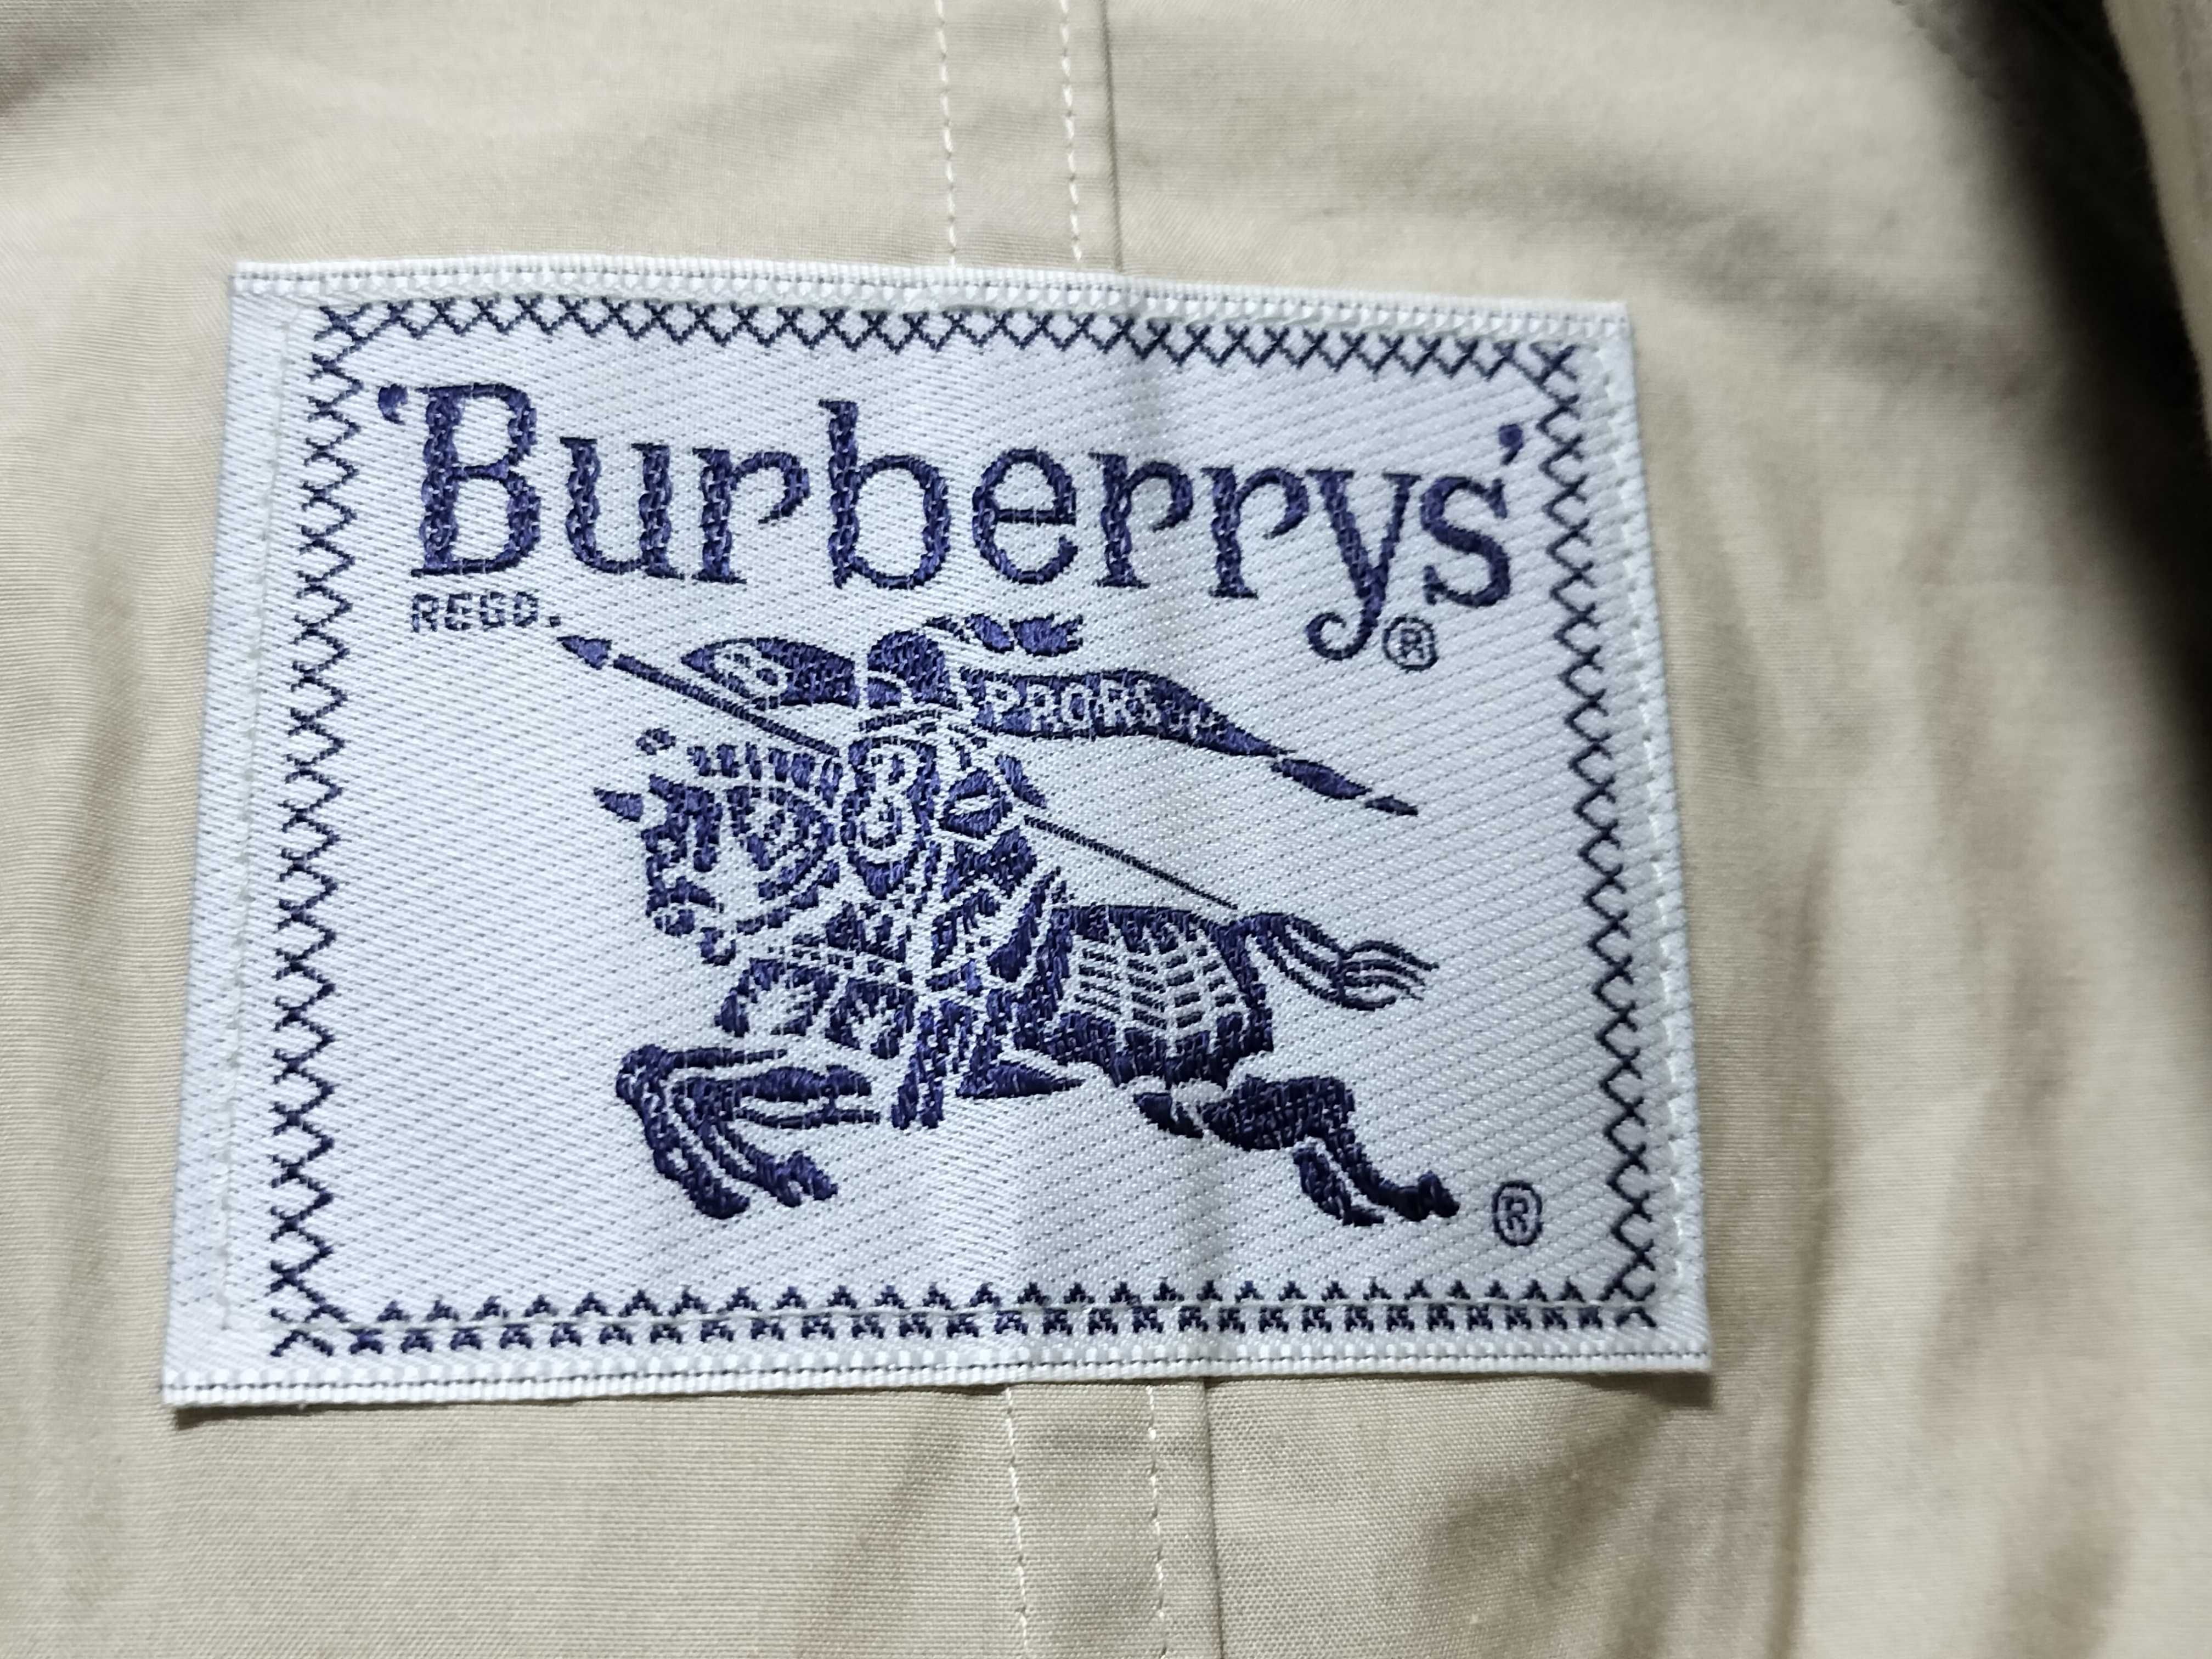 'Burberrys'
REGD. ®
B PRORSUM
B
®